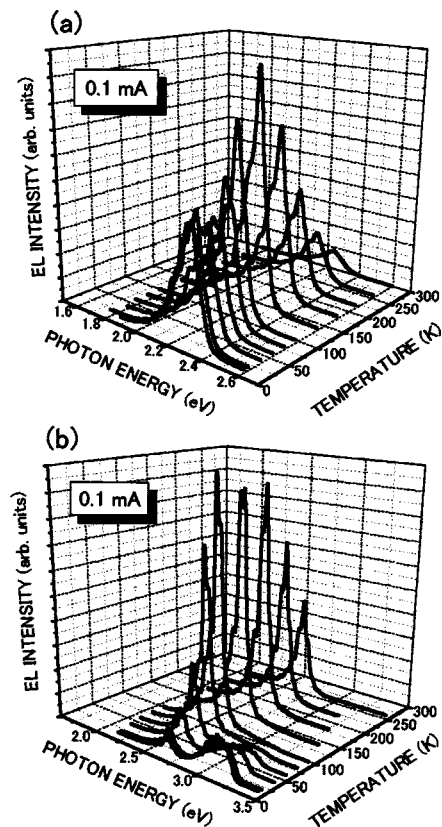 (a)
0.1 mA
EL INTENSITY (arb. units)
1.6
1.8
2.0
2.2
2.4
2.6
PHOTON ENERGY (eV)
0
50
100
150
200
250
300
TEMPERATURE (K)
(b)
0.1 mA
EL INTENSITY (arb. units)
2.0
2.5
3.0
3.5
PHOTON ENERGY (eV)
0
50
100
150
200
250
300
TEMPERATURE (K)